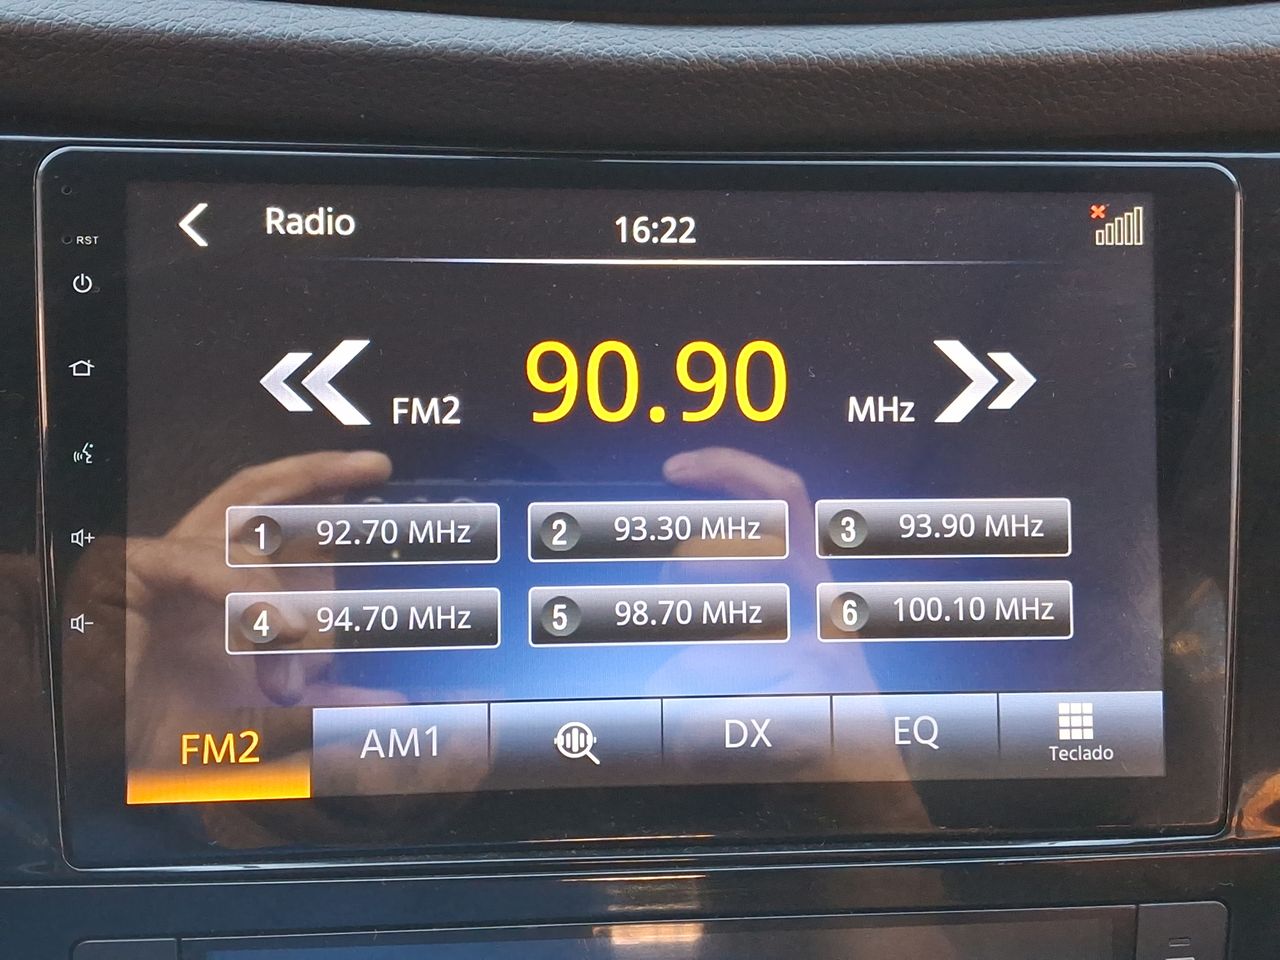 Radio
16:22
RST
FM2 90.90 MHz
1 92.70 MHz
2 93.30 MHz
3 93.90 MHz
4 94.70 MHz
5 98.70 MHz
6 100.10 MHz
FM2
AM1
DX
EQ
Teclado